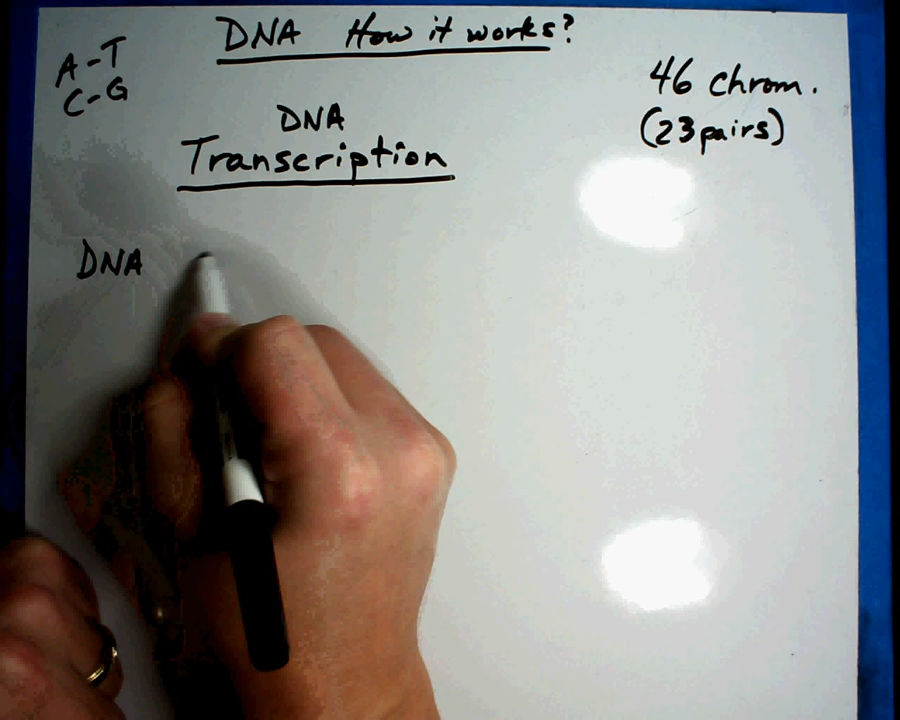 DNA How it works?
A-T
C-G
46 chrom.
(23 pairs)
DNA
Transcription
DNA